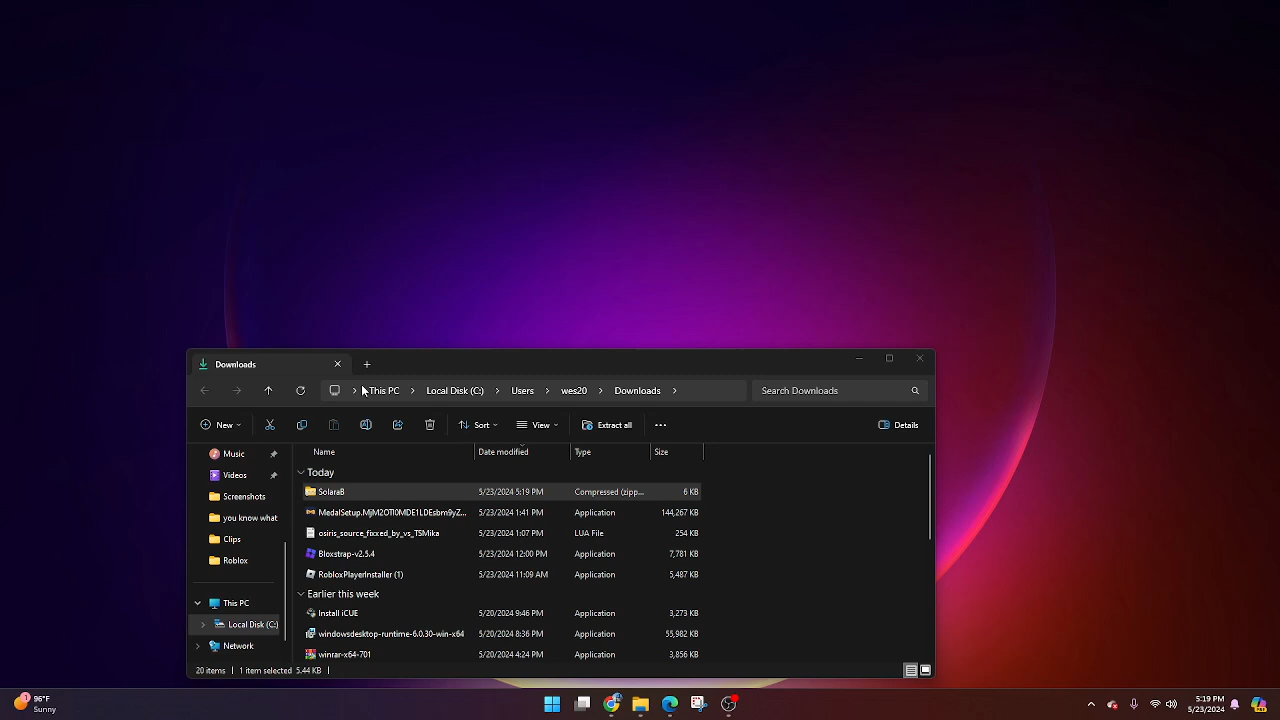 Downloads
This PC
Local Disk (C:)
Users
wes20
Downloads
Search Downloads
New
Sort
View
Extract all
Details
Music
Videos
Screenshots
you know what
Clips
Roblox
This PC
Local Disk (C:)
Network
Name Date modified Type Size
Today
SolaraB 5/23/2024 5:19 PM Compressed (zipp... 6 KB
5/23/2024 1:41 PM Application 144,267 KB
osiris_source_fixxed_by_vs_TSMika 5/23/2024 1:07 PM LUA File 254 KB
Bloxstrap-v2.5.4 5/23/2024 12:00 PM Application 7,781 KB
RobloxPlayerInstaller (1) 5/23/2024 11:09 AM Application 5,487 KB
Earlier this week
Install iCUE 5/20/2024 9:46 PM Application 3,273 KB
windowsdesktop-runtime-6.0.30-win-x64 5/20/2024 8:36 PM Application 55,982 KB
winrar-x64-701 5/20/2024 4:24 PM Application 3,856 KB
20 items 1 item selected 5.44 KB
1
96°F
Sunny
5:19 PM
5/23/2024